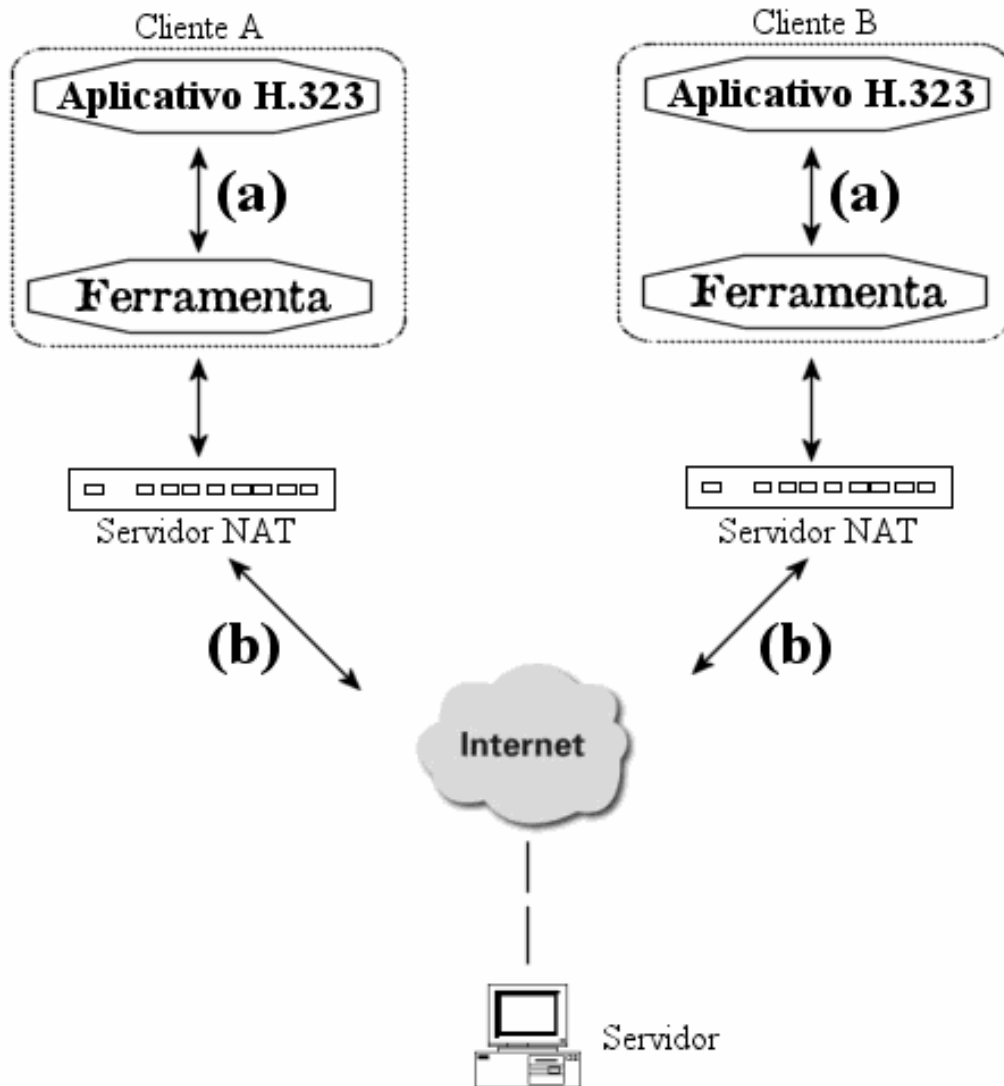 Cliente A
Cliente B
Aplicativo H.323
Aplicativo H.323
(a)
(a)
Ferramenta
Ferramenta
Servidor NAT
Servidor NAT
(b)
(b)
Internet
Servidor